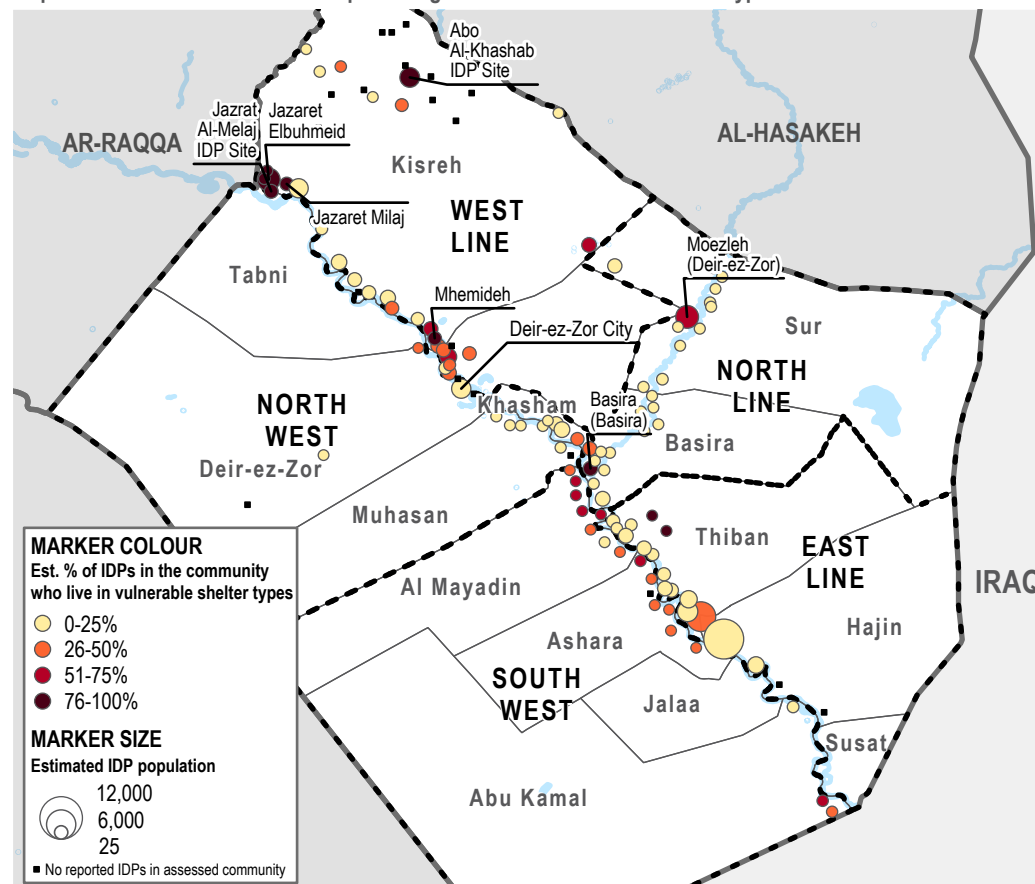 Abo
Al-Khashab
IDP Site
Jazrat
Al-Melaj
IDP Site
Jazaret
Elbuhmeid
AR-RAQQA
AL-HASAKEH
Kisreh
WEST
LINE
Jazaret Milaj
Moezleh
(Deir-ez-Zor)
Tabni
Mhemideh
Sur
Deir-ez-Zor City
NORTH
LINE
NORTH
WEST
Khasham
Basira
(Basira)
Basira
Deir-ez-Zor
Muhasan
Thiban
EAST
LINE
Al Mayadin
IRAQ
Hajin
Ashara
SOUTH
WEST
Jalaa
Susat
Abu Kamal
MARKER COLOUR
Est. % of IDPs in the community
who live in vulnerable shelter types
0-25%
26-50%
51-75%
76-100%
MARKER SIZE
Estimated IDP population
12,000
6,000
25
No reported IDPs in assessed community